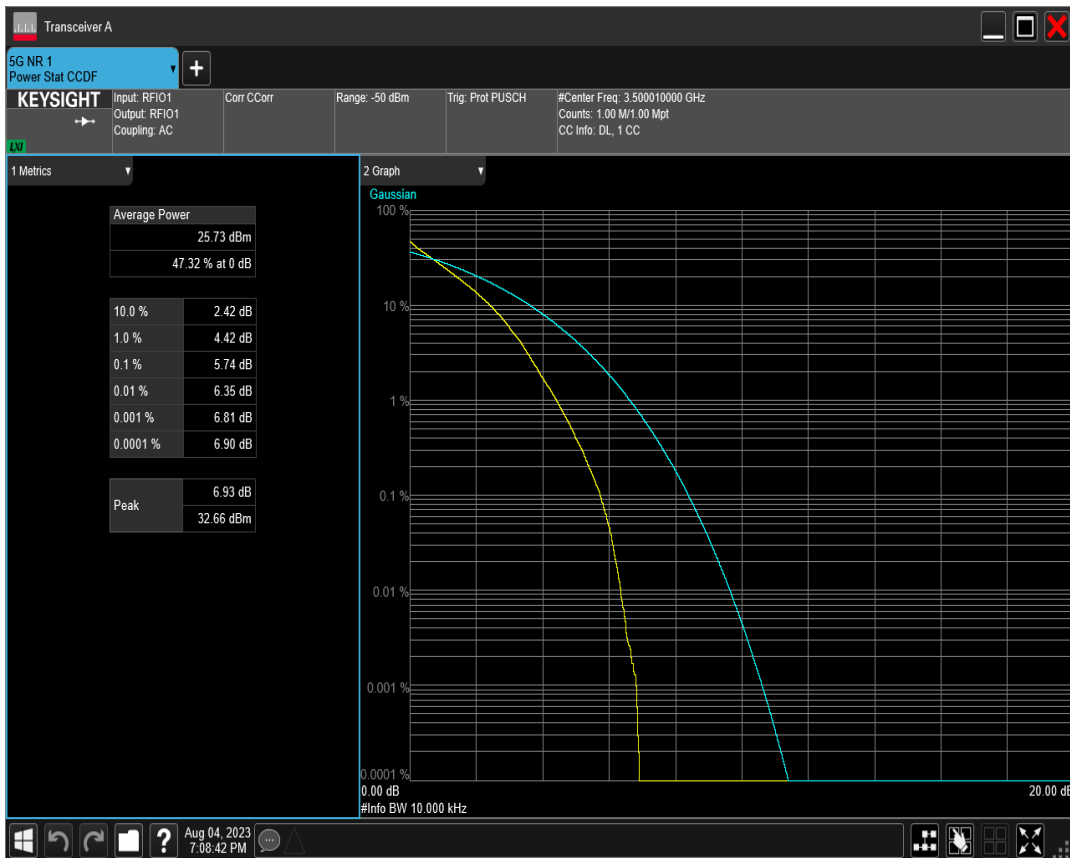 Transceiver A
5G NR 1
Power Stat CCDF
+
KEYSIGHT
LXI
Input: RFIO1
Output: RFIO1
Coupling: AC
Corr CCorr
Range: -50 dBm
Trig: Prot PUSCH
#Center Freq: 3.500010000 GHz
Counts: 1.00 M/1.00 Mpt
CC Info: DL, 1 CC
1 Metrics
Average Power
25.73 dBm
47.32 % at 0 dB
10.0 % 2.42 dB
1.0 % 4.42 dB
0.1 % 5.74 dB
0.01 % 6.35 dB
0.001 % 6.81 dB
0.0001 % 6.90 dB
Peak 6.93 dB
32.66 dBm
2 Graph
Gaussian
100 %
10 %
1 %
0.1 %
0.01 %
0.001 %
0.0001 %
0.00 dB 20.00 dB
#Info BW 10.000 kHz
? Aug 04, 2023
7:08:42 PM